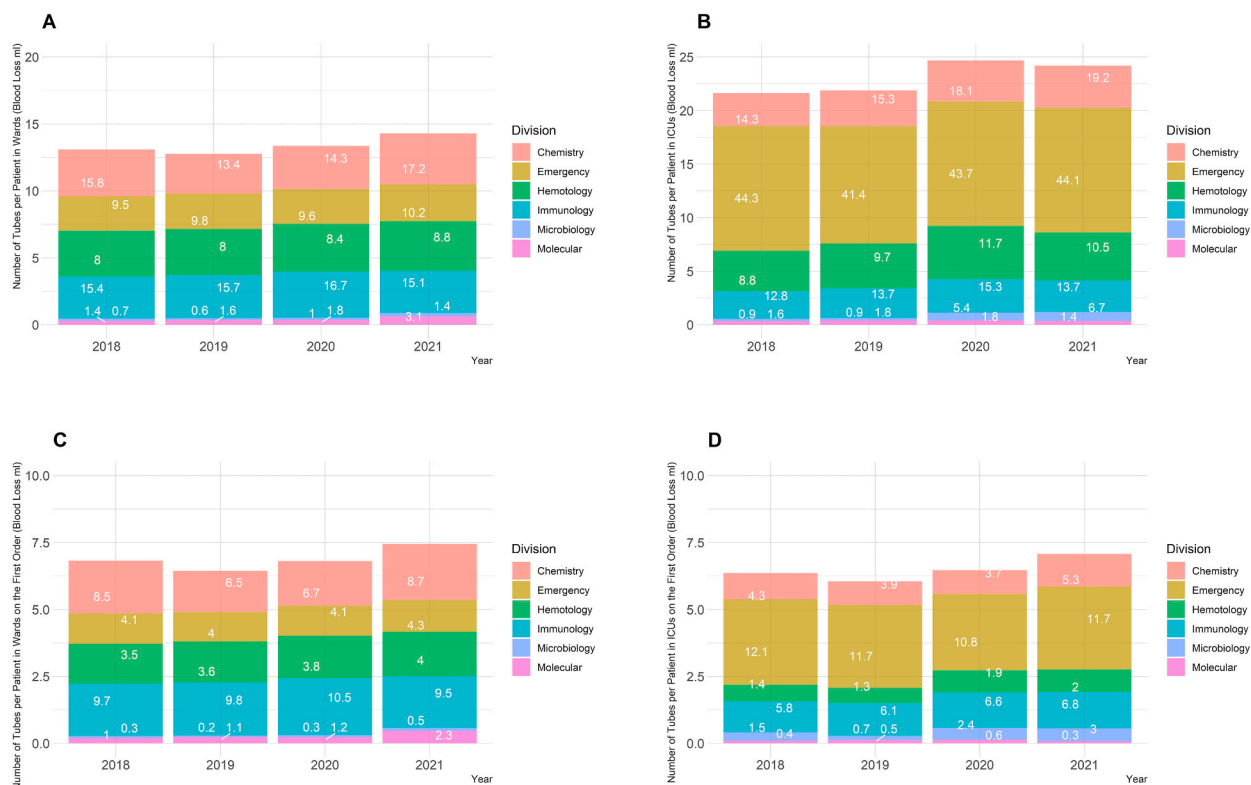 A
Number of Tubes per Patient in Wards (Blood Loss ml)
20
15
10
5
0
15.8 13.4 14.3 17.2
9.5 9.8 9.6 10.2
8 8 8.4 8.8
15.4 15.7 16.7 15.1
1.4 0.7 0.6 1.6 1 1.8 3.1 1.4
2018 2019 2020 2021
Year
Division
Chemistry
Emergency
Hemotology
Immunology
Microbiology
Molecular
B
Number of Tubes per Patient in ICUs (Blood Loss ml)
25
20
15
10
5
0
14.3 15.3 18.1 19.2
44.3 41.4 43.7 44.1
8.8 9.7 11.7 10.5
12.8 13.7 15.3 13.7
0.9 1.6 0.9 1.8 5.4 1.8 1.4 6.7
2018 2019 2020 2021
Year
Division
Chemistry
Emergency
Hemotology
Immunology
Microbiology
Molecular
C
Number of Tubes per Patient in Wards on the First Order (Blood Loss ml)
10.0
7.5
5.0
2.5
0.0
8.5 6.5 6.7 8.7
4.1 4 4.1 4.3
3.5 3.6 3.8 4
9.7 9.8 10.5 9.5
1 0.3 0.2 1.1 0.3 1.2 0.5 2.3
2018 2019 2020 2021
Year
Division
Chemistry
Emergency
Hemotology
Immunology
Microbiology
Molecular
D
Number of Tubes per Patient in ICUs on the First Order (Blood Loss ml)
10.0
7.5
5.0
2.5
0.0
4.3 3.9 3.7 5.3
12.1 11.7 10.8 11.7
1.4 1.3 1.9 2
5.8 6.1 6.6 6.8
1.5 0.4 0.7 0.5 2.4 0.6 0.3 3
2018 2019 2020 2021
Year
Division
Chemistry
Emergency
Hemotology
Immunology
Microbiology
Molecular